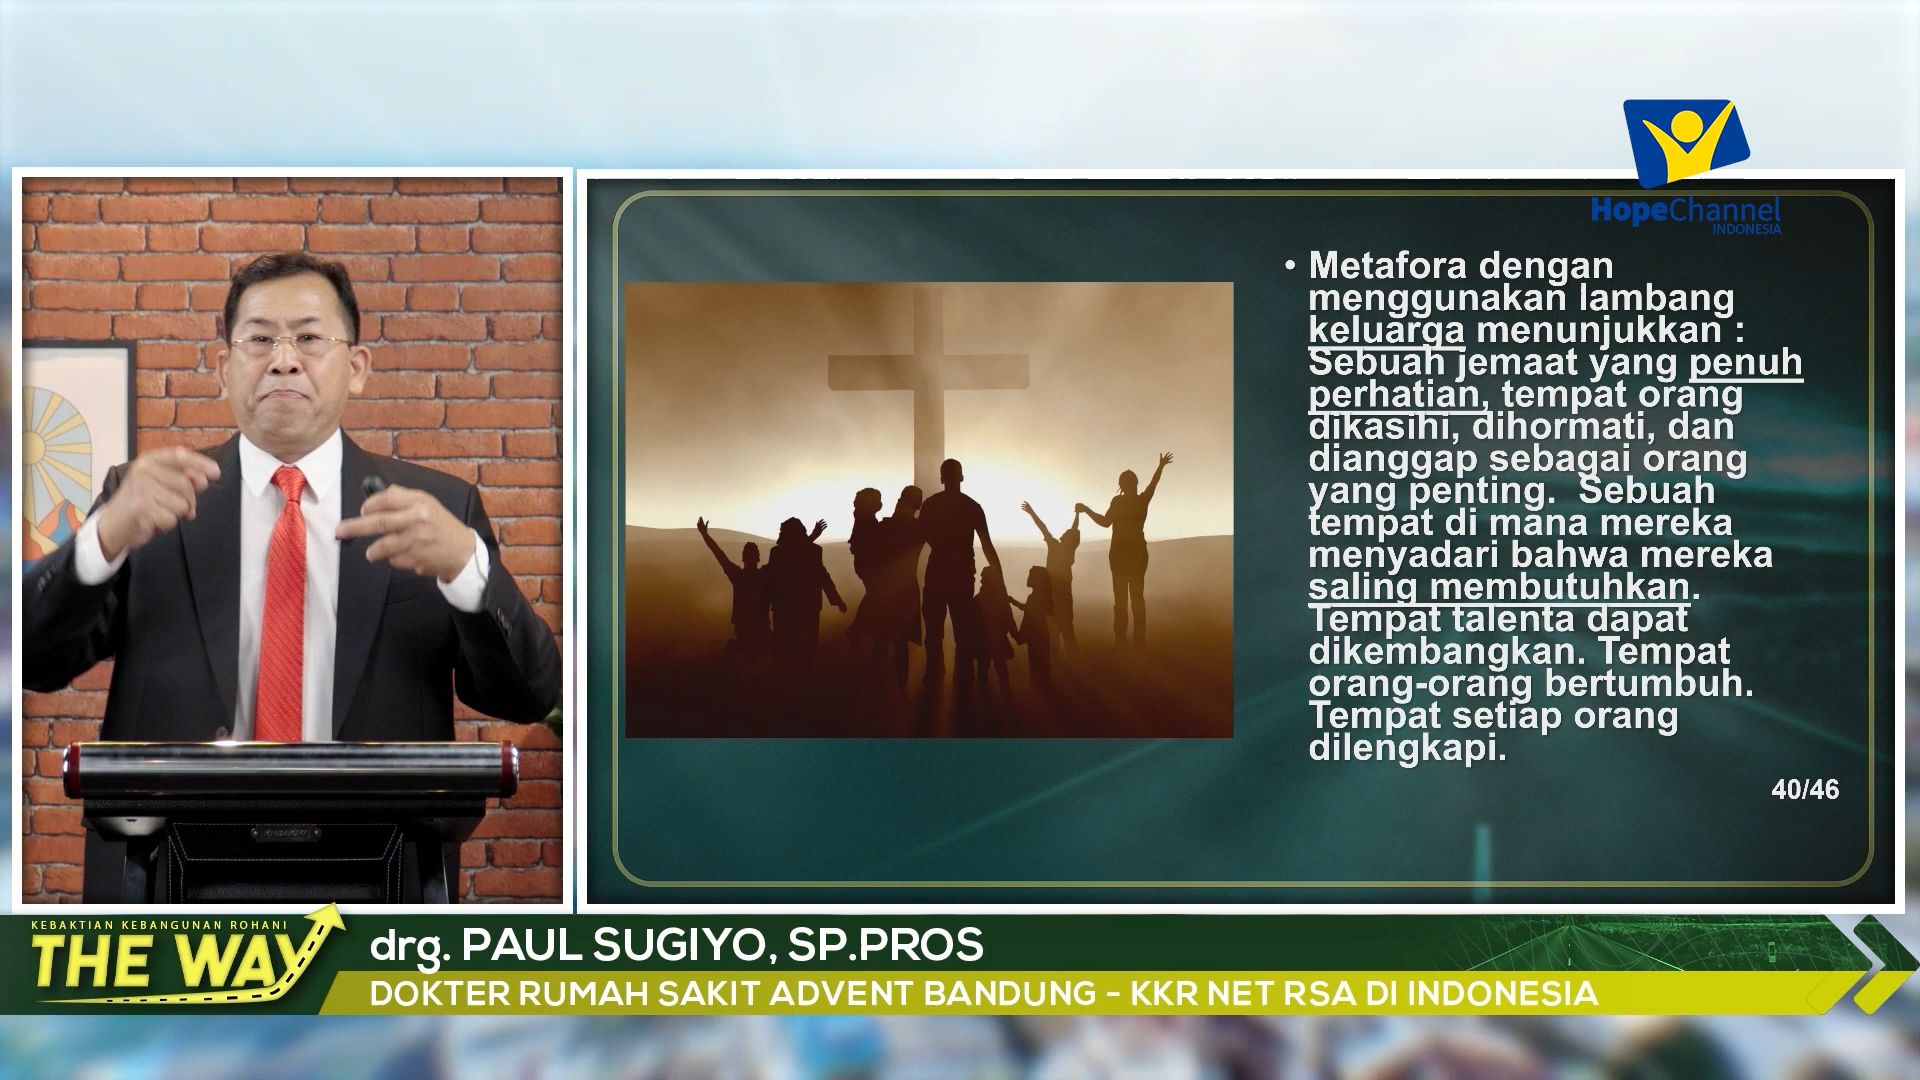 HopeChannel
INDONESIA
• Metafora dengan
menggunakan lambang
keluarga menunjukkan :
Sebuah jemaat yang penuh
perhatian, tempat orang
dikasihi, dihormati, dan
dianggap sebagai orang
yang penting. Sebuah
tempat di mana mereka
menyadari bahwa mereka
saling membutuhkan.
Tempat talenta dapat
dikembangkan. Tempat
orang-orang bertumbuh.
Tempat setiap orang
dilengkapi.
40/46
KEBAKTIAN KEBANGUNAN ROHANI
THE WAY
drg. PAUL SUGIYO, SP.PROS
DOKTER RUMAH SAKIT ADVENT BANDUNG - KKR NET RSA DI INDONESIA